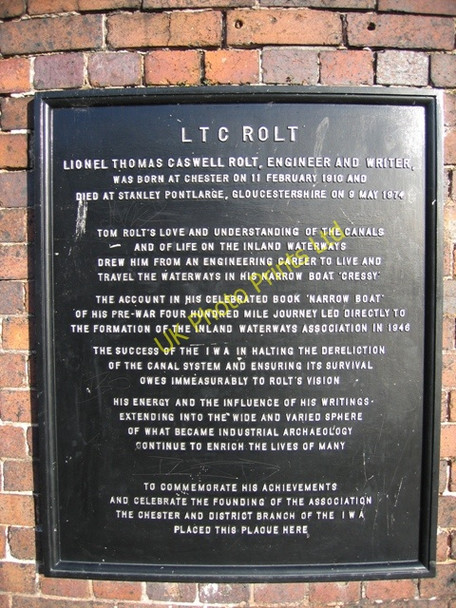 L T C ROLT
LIONEL THOMAS CASWELL ROLT, ENGINEER AND WRITER,
WAS BORN AT CHESTER ON 11 FEBRUARY 1910 AND
DIED AT STANLEY PONTLARGE, GLOUCESTERSHIRE ON 9 MAY 1974
TOM ROLT'S LOVE AND UNDERSTANDING OF THE CANALS
AND OF LIFE ON THE INLAND WATERWAYS
DREW HIM FROM AN ENGINEERING CAREER TO LIVE AND
TRAVEL THE WATERWAYS IN HIS NARROW BOAT 'CRESSY'
THE ACCOUNT IN HIS CELEBRATED BOOK 'NARROW BOAT'
OF HIS PRE-WAR FOUR HUNDRED MILE JOURNEY LED DIRECTLY TO
THE FORMATION OF THE INLAND WATERWAYS ASSOCIATION IN 1946
THE SUCCESS OF THE I W A IN HALTING THE DERELICTION
OF THE CANAL SYSTEM AND ENSURING ITS SURVIVAL
OWES IMMEASURABLY TO ROLT'S VISION
HIS ENERGY AND THE INFLUENCE OF HIS WRITINGS-
EXTENDING INTO THE WIDE AND VARIED SPHERE
OF WHAT BECAME INDUSTRIAL ARCHAEOLOGY
CONTINUE TO ENRICH THE LIVES OF MANY
TO COMMEMORATE HIS ACHIEVEMENTS
AND CELEBRATE THE FOUNDING OF THE ASSOCIATION
THE CHESTER AND DISTRICT BRANCH OF THE I W A
PLACED THIS PLAQUE HERE
UK Photo Prints Ltd